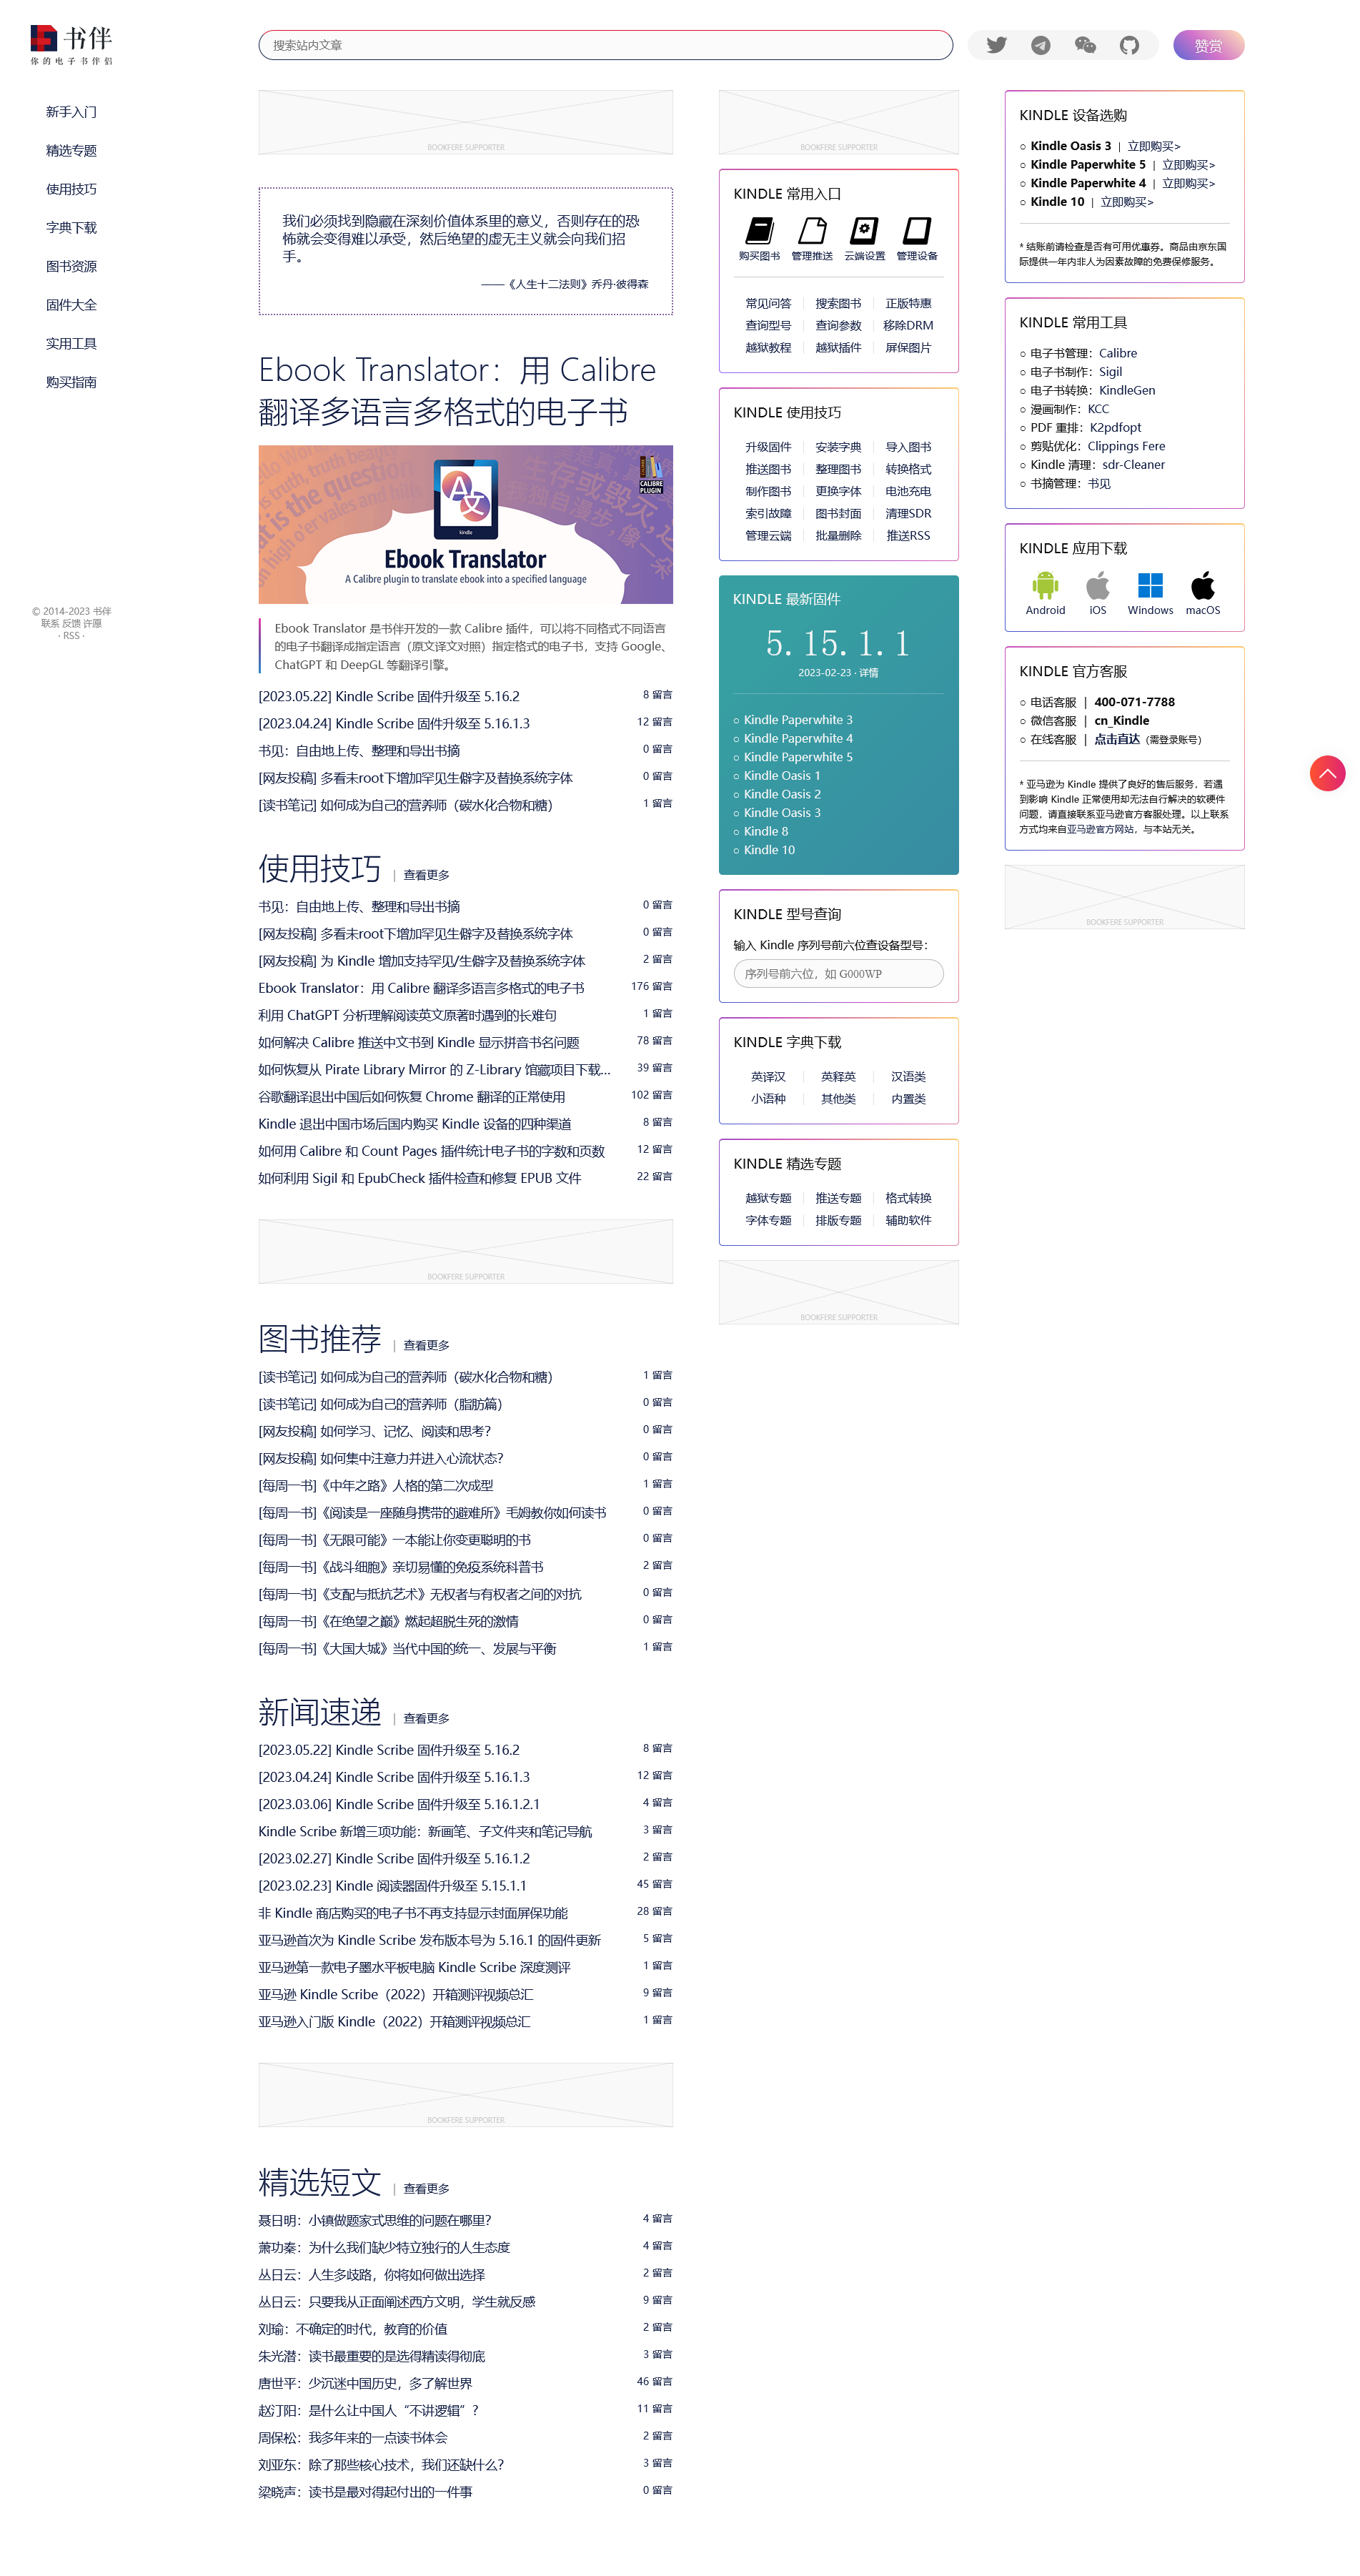 书伴
你的电子书伴侣
新手入门
精选专题
使用技巧
字典下载
图书资源
固件大全
实用工具
购买指南
© 2014-2023 书伴
联系 反馈 许愿
· RSS ·
搜索站内文章
赞赏
BOOKFERE SUPPORTER
我们必须找到隐藏在深刻价值体系里的意义，否则存在的恐
怖就会变得难以承受，然后绝望的虚无主义就会向我们招
手。
——《人生十二法则》乔丹·彼得森
Ebook Translator：用 Calibre
翻译多语言多格式的电子书
CALIBRE
PLUGIN
kindle
Ebook Translator
A Calibre plugin to translate ebook into a specified language
Ebook Translator 是书伴开发的一款 Calibre 插件，可以将不同格式不同语言
的电子书翻译成指定语言（原文译文对照）指定格式的电子书，支持 Google、
ChatGPT 和 DeepGL 等翻译引擎。
[2023.05.22] Kindle Scribe 固件升级至 5.16.2 8 留言
[2023.04.24] Kindle Scribe 固件升级至 5.16.1.3 12 留言
书见：自由地上传、整理和导出书摘 0 留言
[网友投稿] 多看未root下增加罕见生僻字及替换系统字体 0 留言
[读书笔记] 如何成为自己的营养师（碳水化合物和糖） 1 留言
使用技巧 | 查看更多
书见：自由地上传、整理和导出书摘 0 留言
[网友投稿] 多看未root下增加罕见生僻字及替换系统字体 0 留言
[网友投稿] 为 Kindle 增加支持罕见/生僻字及替换系统字体 2 留言
Ebook Translator：用 Calibre 翻译多语言多格式的电子书 176 留言
利用 ChatGPT 分析理解阅读英文原著时遇到的长难句 1 留言
如何解决 Calibre 推送中文书到 Kindle 显示拼音书名问题 78 留言
如何恢复从 Pirate Library Mirror 的 Z-Library 馆藏项目下载... 39 留言
谷歌翻译退出中国后如何恢复 Chrome 翻译的正常使用 102 留言
Kindle 退出中国市场后国内购买 Kindle 设备的四种渠道 8 留言
如何用 Calibre 和 Count Pages 插件统计电子书的字数和页数 12 留言
如何利用 Sigil 和 EpubCheck 插件检查和修复 EPUB 文件 22 留言
BOOKFERE SUPPORTER
图书推荐 | 查看更多
[读书笔记] 如何成为自己的营养师（碳水化合物和糖） 1 留言
[读书笔记] 如何成为自己的营养师（脂肪篇） 0 留言
[网友投稿] 如何学习、记忆、阅读和思考？ 0 留言
[网友投稿] 如何集中注意力并进入心流状态？ 0 留言
[每周一书]《中年之路》人格的第二次成型 1 留言
[每周一书]《阅读是一座随身携带的避难所》毛姆教你如何读书 0 留言
[每周一书]《无限可能》一本能让你变更聪明的书 0 留言
[每周一书]《战斗细胞》亲切易懂的免疫系统科普书 2 留言
[每周一书]《支配与抵抗艺术》无权者与有权者之间的对抗 0 留言
[每周一书]《在绝望之巅》燃起超脱生死的激情 0 留言
[每周一书]《大国大城》当代中国的统一、发展与平衡 1 留言
新闻速递 | 查看更多
[2023.05.22] Kindle Scribe 固件升级至 5.16.2 8 留言
[2023.04.24] Kindle Scribe 固件升级至 5.16.1.3 12 留言
[2023.03.06] Kindle Scribe 固件升级至 5.16.1.2.1 4 留言
Kindle Scribe 新增三项功能：新画笔、子文件夹和笔记导航 3 留言
[2023.02.27] Kindle Scribe 固件升级至 5.16.1.2 2 留言
[2023.02.23] Kindle 阅读器固件升级至 5.15.1.1 45 留言
非 Kindle 商店购买的电子书不再支持显示封面屏保功能 28 留言
亚马逊首次为 Kindle Scribe 发布版本号为 5.16.1 的固件更新 5 留言
亚马逊第一款电子墨水平板电脑 Kindle Scribe 深度测评 1 留言
亚马逊 Kindle Scribe（2022）开箱测评视频总汇 9 留言
亚马逊入门版 Kindle（2022）开箱测评视频总汇 1 留言
BOOKFERE SUPPORTER
精选短文 | 查看更多
聂日明：小镇做题家式思维的问题在哪里？ 4 留言
萧功秦：为什么我们缺少特立独行的人生态度 4 留言
丛日云：人生多歧路，你将如何做出选择 2 留言
丛日云：只要我从正面阐述西方文明，学生就反感 9 留言
刘瑜：不确定的时代，教育的价值 2 留言
朱光潜：读书最重要的是选得精读得彻底 3 留言
唐世平：少沉迷中国历史，多了解世界 46 留言
赵汀阳：是什么让中国人“不讲逻辑”？ 11 留言
周保松：我多年来的一点读书体会 2 留言
刘亚东：除了那些核心技术，我们还缺什么？ 3 留言
梁晓声：读书是最对得起付出的一件事 0 留言
BOOKFERE SUPPORTER
KINDLE 常用入口
购买图书 管理推送 云端设置 管理设备
常见问答 搜索图书 正版特惠
查询型号 查询参数 移除DRM
越狱教程 越狱插件 屏保图片
KINDLE 使用技巧
升级固件 安装字典 导入图书
推送图书 整理图书 转换格式
制作图书 更换字体 电池充电
索引故障 图书封面 清理SDR
管理云端 批量删除 推送RSS
KINDLE 最新固件
5.15.1.1
2023-02-23 · 详情
○ Kindle Paperwhite 3
○ Kindle Paperwhite 4
○ Kindle Paperwhite 5
○ Kindle Oasis 1
○ Kindle Oasis 2
○ Kindle Oasis 3
○ Kindle 8
○ Kindle 10
KINDLE 型号查询
输入 Kindle 序列号前六位查设备型号：
序列号前六位，如 G000WP
KINDLE 字典下载
英译汉 英释英 汉语类
小语种 其他类 内置类
KINDLE 精选专题
越狱专题 推送专题 格式转换
字体专题 排版专题 辅助软件
BOOKFERE SUPPORTER
KINDLE 设备选购
○ Kindle Oasis 3 | 立即购买>
○ Kindle Paperwhite 5 | 立即购买>
○ Kindle Paperwhite 4 | 立即购买>
○ Kindle 10 | 立即购买>
* 结账前请检查是否有可用优惠券。商品由京东国
际提供一年内非人为因素故障的免费保修服务。
KINDLE 常用工具
○ 电子书管理：Calibre
○ 电子书制作：Sigil
○ 电子书转换：KindleGen
○ 漫画制作：KCC
○ PDF 重排：K2pdfopt
○ 剪贴优化：Clippings Fere
○ Kindle 清理：sdr-Cleaner
○ 书摘管理：书见
KINDLE 应用下载
Android iOS Windows macOS
KINDLE 官方客服
○ 电话客服 | 400-071-7788
○ 微信客服 | cn_Kindle
○ 在线客服 | 点击直达（需登录账号）
* 亚马逊为 Kindle 提供了良好的售后服务，若遇
到影响 Kindle 正常使用却无法自行解决的软硬件
问题，请直接联系亚马逊官方客服处理。以上联系
方式均来自亚马逊官方网站，与本站无关。
BOOKFERE SUPPORTER